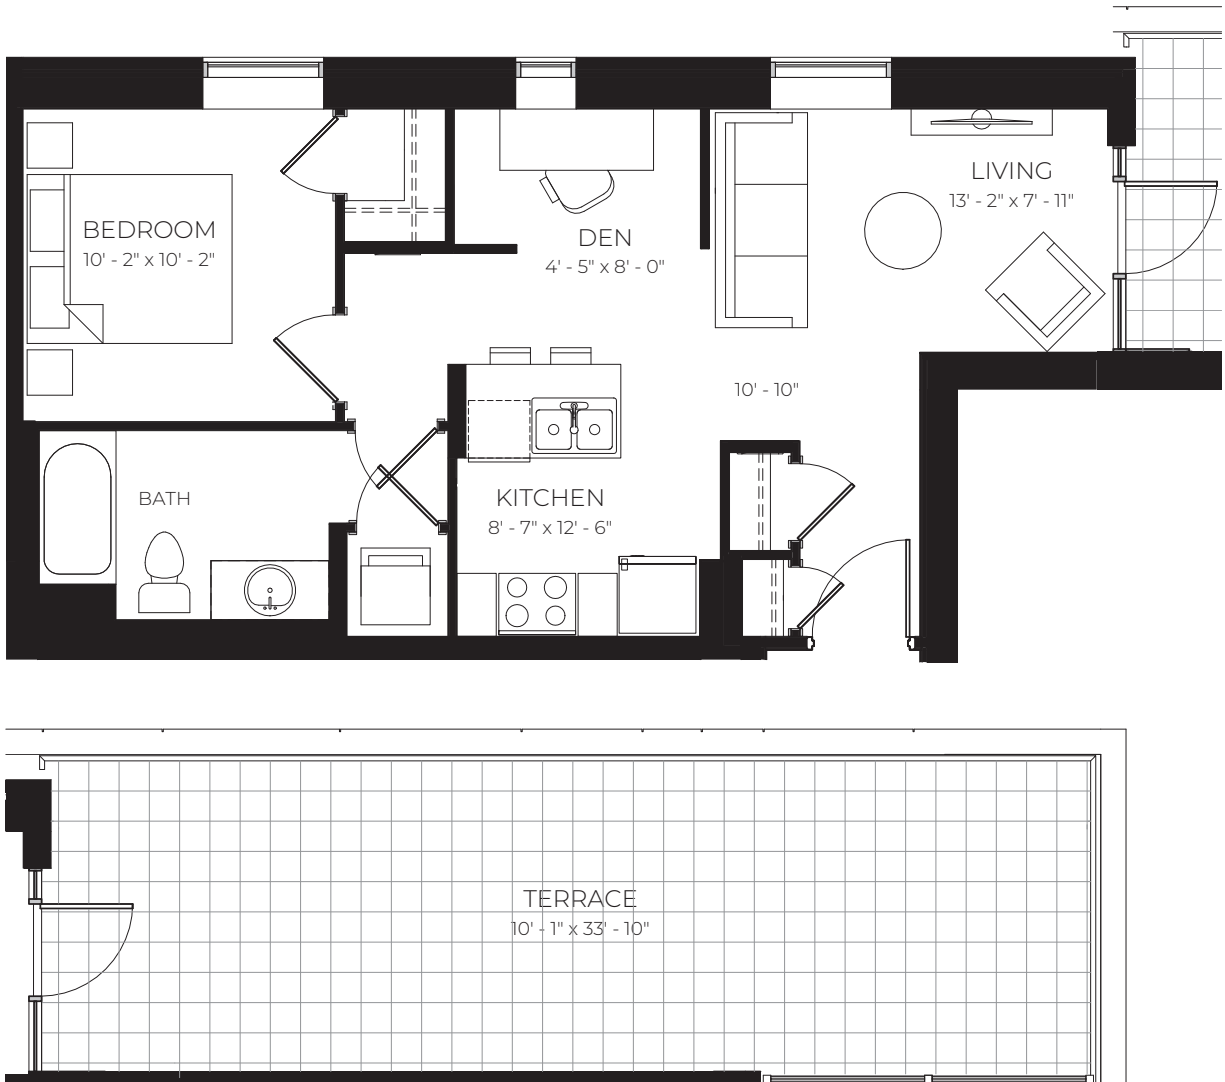 LIVING
13' - 2" x 7' - 11"
BEDROOM
10' - 2" x 10' - 2"
DEN
4' - 5" x 8' - 0"
10' - 10"
BATH
KITCHEN
8' - 7" x 12' - 6"
TERRACE
10' - 1" x 33' - 10"